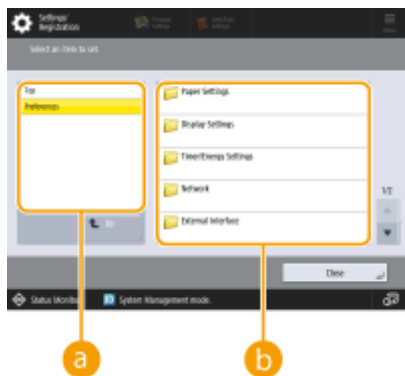 Settings/
Registration
Select an item to set.
Top
Preferences
Paper Settings
Display Settings
Timer/Energy Settings
Network
External Interface
1/2
Up
Close
Status Monitor
ID System Management mode.
a
b